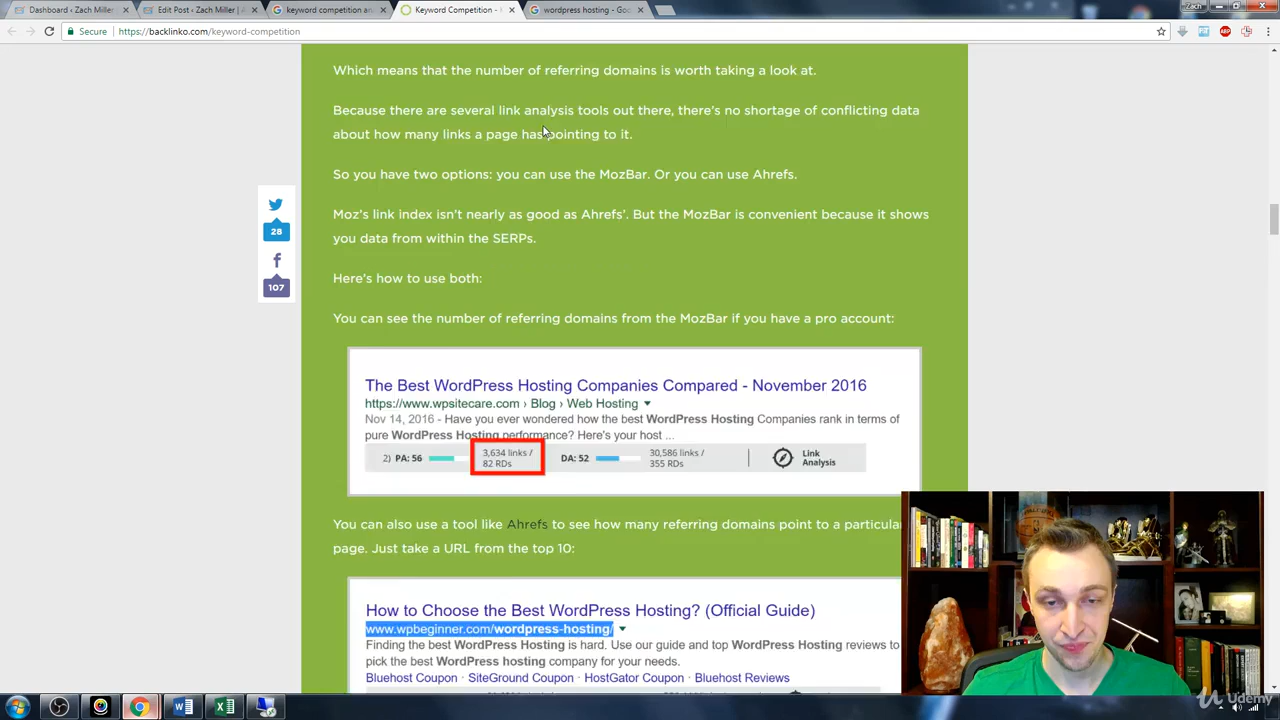 Dashboard ‹ Zach Miller
Edit Post ‹ Zach Miller |
keyword competition an
Keyword Competition -
wordpress hosting - Goo
Zach
Secure
https://backlinko.com/keyword-competition
Which means that the number of referring domains is worth taking a look at.
Because there are several link analysis tools out there, there's no shortage of conflicting data
about how many links a page has pointing to it.
So you have two options: you can use the MozBar. Or you can use Ahrefs.
Moz's link index isn't nearly as good as Ahrefs'. But the MozBar is convenient because it shows
you data from within the SERPs.
28
107
Here's how to use both:
You can see the number of referring domains from the MozBar if you have a pro account:
The Best WordPress Hosting Companies Compared - November 2016
https://www.wpsitecare.com › Blog › Web Hosting
Nov 14, 2016 - Have you ever wondered how the best WordPress Hosting Companies rank in terms of
pure WordPress Hosting performance? Here's your host ...
2) PA: 56
3,634 links /
82 RDs
DA: 52
30,586 links /
355 RDs
Link
Analysis
You can also use a tool like Ahrefs to see how many referring domains point to a particular
page. Just take a URL from the top 10:
How to Choose the Best WordPress Hosting? (Official Guide)
www.wpbeginner.com/wordpress-hosting/
Finding the best WordPress Hosting is hard. Use our guide and top WordPress Hosting reviews to
pick the best WordPress hosting company for your needs.
Bluehost Coupon · SiteGround Coupon · HostGator Coupon · Bluehost Reviews
Udemy